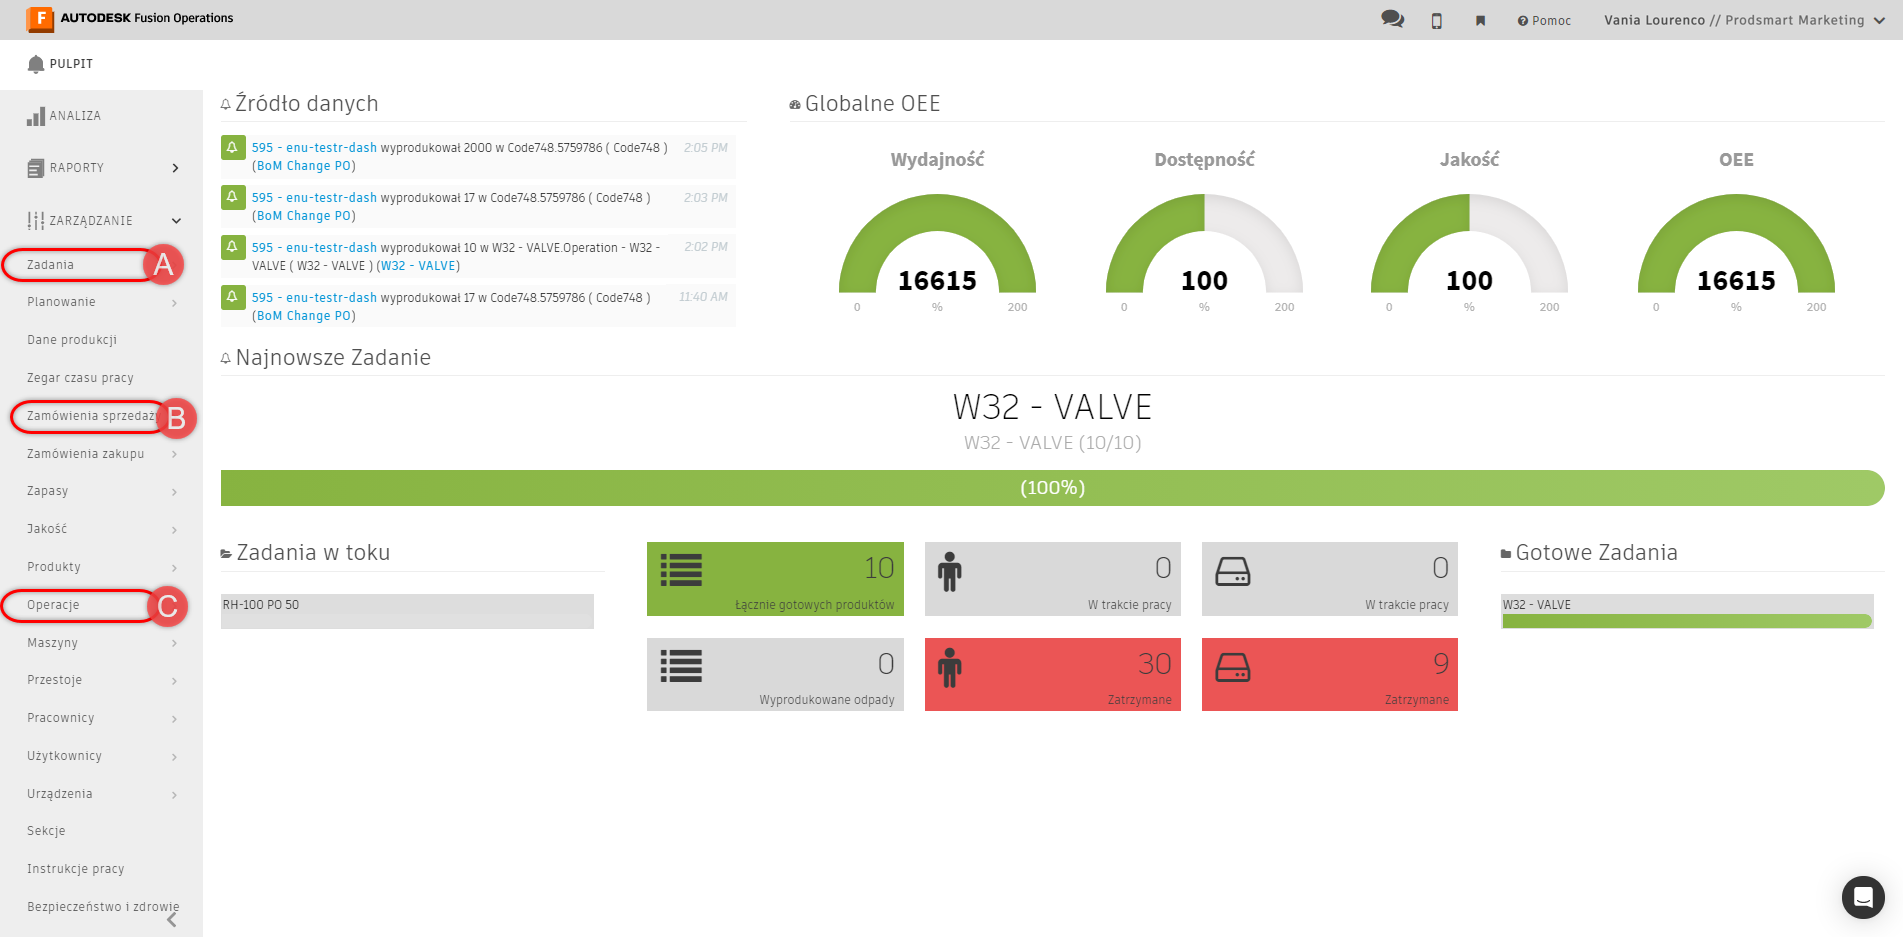 F AUTODESK Fusion Operations
Pomoc
Vania Lourenco // Prodsmart Marketing
PULPIT
ANALIZA
RAPORTY
ZARZĄDZANIE
Zadania A
Planowanie
Dane produkcji
Zegar czasu pracy
Zamówienia sprzedaży B
Zamówienia zakupu
Zapasy
Jakość
Produkty
Operacje C
Maszyny
Przestoje
Pracownicy
Użytkownicy
Urządzenia
Sekcje
Instrukcje pracy
Bezpieczeństwo i zdrowie
Źródło danych
595 - enu-testr-dash wyprodukował 2000 w Code748.5759786 ( Code748 ) 2:05 PM
(BoM Change PO)
595 - enu-testr-dash wyprodukował 17 w Code748.5759786 ( Code748 ) 2:03 PM
(BoM Change PO)
595 - enu-testr-dash wyprodukował 10 w W32 - VALVE.Operation - W32 - 2:02 PM
VALVE ( W32 - VALVE ) (W32 - VALVE)
595 - enu-testr-dash wyprodukował 17 w Code748.5759786 ( Code748 ) 11:40 AM
(BoM Change PO)
Globalne OEE
Wydajność Dostępność Jakość OEE
16615 100 100 16615
0 % 200 0 % 200 0 % 200 0 % 200
Najnowsze Zadanie
W32 - VALVE
W32 - VALVE (10/10)
(100%)
Zadania w toku
RH-100 PO 50
10
Łącznie gotowych produktów
0
W trakcie pracy
0
W trakcie pracy
0
Wyprodukowane odpady
30
Zatrzymane
9
Zatrzymane
Gotowe Zadania
W32 - VALVE